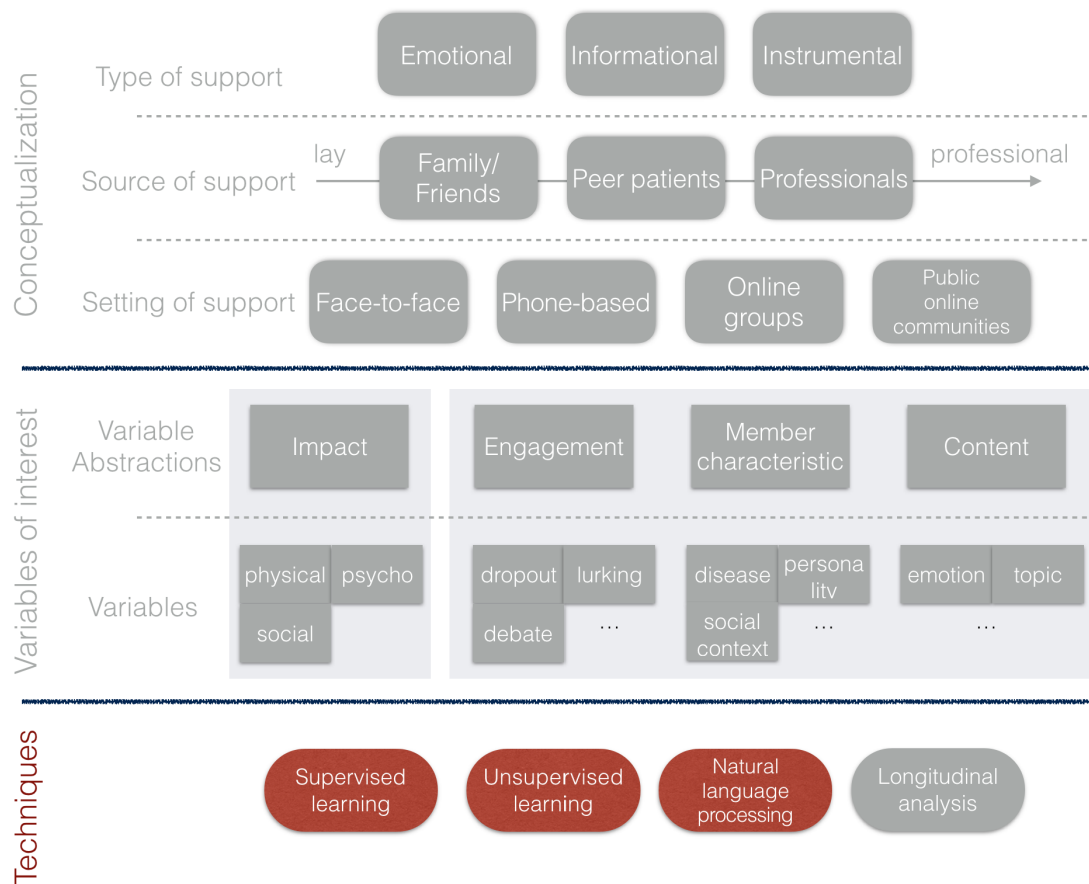 Conceptualization
Type of support
Emotional
Informational
Instrumental
Source of support
lay
Family/
Friends
Peer patients
Professionals
professional
Setting of support
Face-to-face
Phone-based
Online
groups
Public
online
communities
Variables of interest
Variable
Abstractions
Impact
Engagement
Member
characteristic
Content
Variables
physical
psycho
social
dropout
lurking
debate
...
disease
persona
litv
social
context
...
emotion
topic
...
Techniques
Supervised
learning
Unsupervised
learning
Natural
language
processing
Longitudinal
analysis